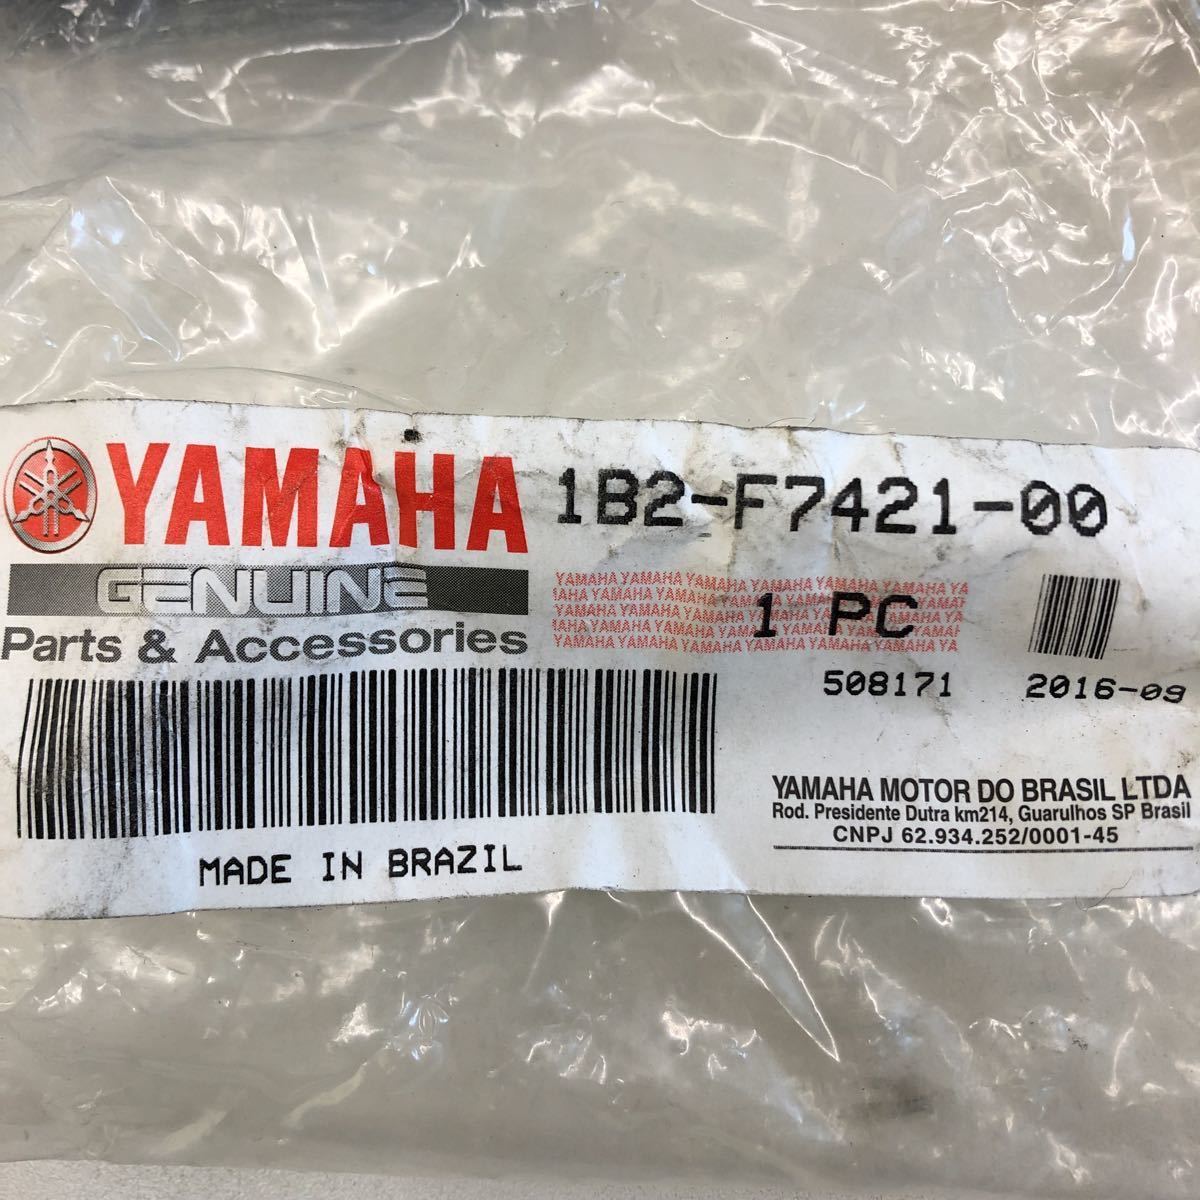 YAMAHA 1B2-F7421-00
GENUINE
Parts & Accessories
YAMAHA YAMAHA YAMAHA YAMAHA YAMAHA YAMAHA YA
1 PC
508171 2016-09
YAMAHA MOTOR DO BRASIL LTDA
Rod. Presidente Dutra km214, Guarulhos SP Brasil
CNPJ 62.934.252/0001-45
MADE IN BRAZIL